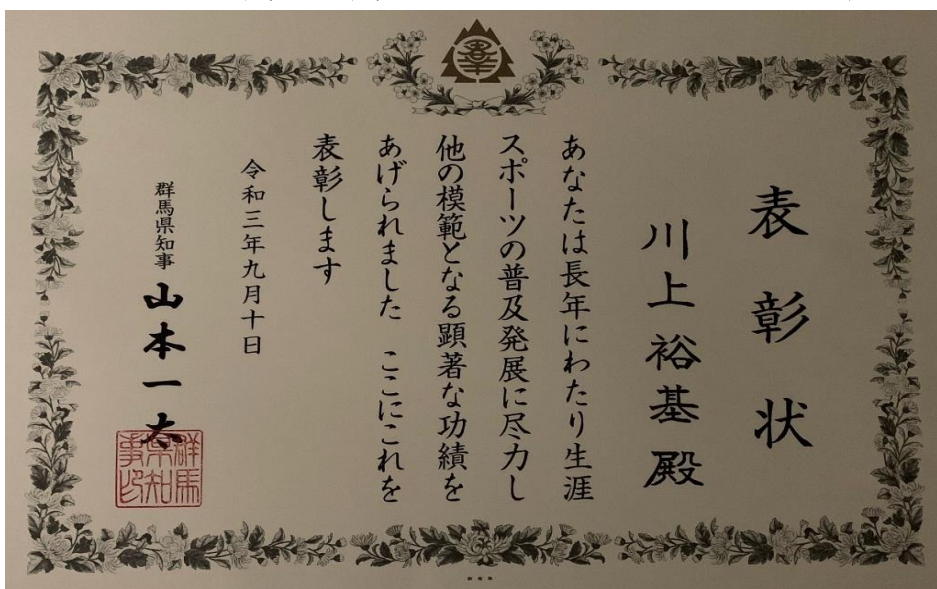 表彰状
川上裕基殿
あなたは長年にわたり生涯
スポーツの普及発展に尽力し
他の模範となる顕著な功績を
あげられました ここにこれを
表彰します
令和三年九月十日
群馬県知事 山本一太
群馬
県知
事印